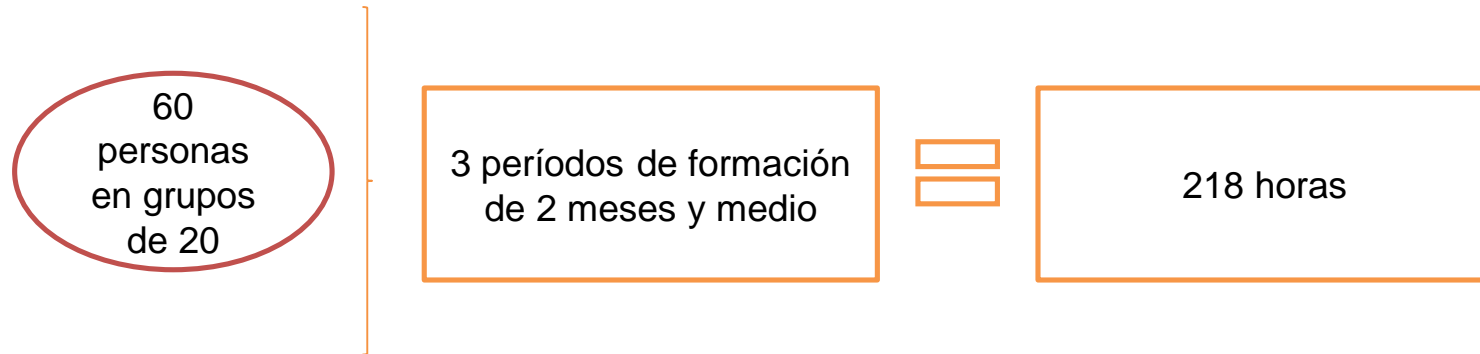 60
personas
en grupos
de 20
3 períodos de formación
de 2 meses y medio
218 horas